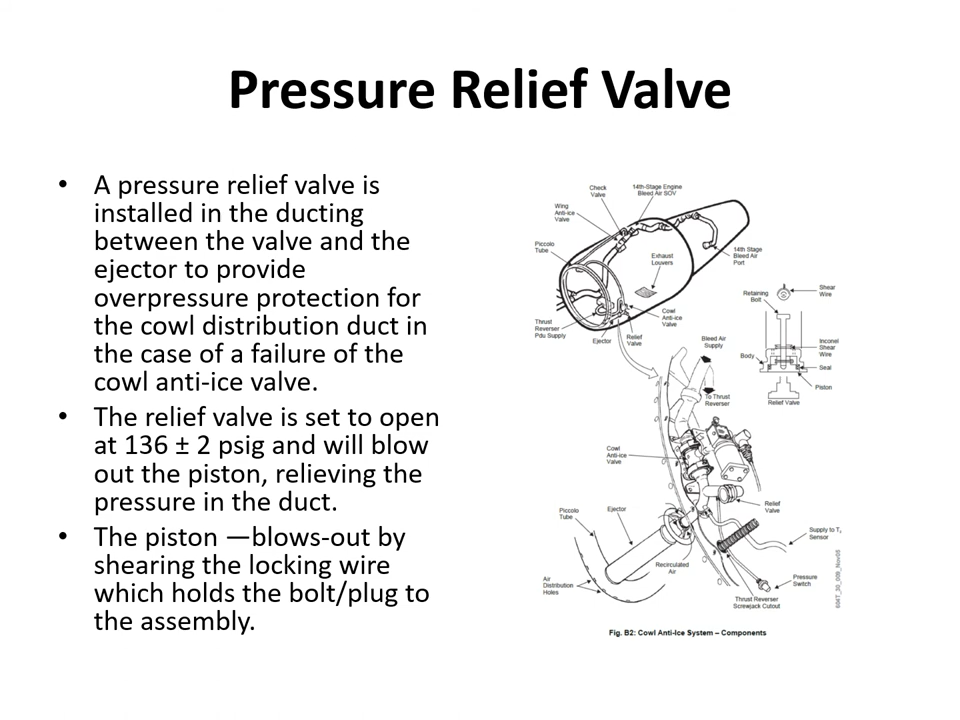 Pressure Relief Valve
• A pressure relief valve is
installed in the ducting
between the valve and the
ejector to provide
overpressure protection for
the cowl distribution duct in
the case of a failure of the
cowl anti-ice valve.
• The relief valve is set to open
at 136 ± 2 psig and will blow
out the piston, relieving the
pressure in the duct.
• The piston —blows-out by
shearing the locking wire
which holds the bolt/plug to
the assembly.
Check
Valve
14th-Stage Engine
Bleed Air SOV
Wing
Anti-ice
Valve
Piccolo
Tube
Exhaust
Louvers
14th Stage
Bleed Air
Port
Thrust
Reverser
Pdu Supply
Ejector
Relief
Valve
Cowl
Anti-ice
Valve
Retaining
Bolt
Shear
Wire
Inconel
Shear
Wire
Body
Seal
Piston
Relief Valve
Bleed Air
Supply
To Thrust
Reverser
Cowl
Anti-ice
Valve
Relief
Valve
Piccolo
Tube
Ejector
Supply to T₂
Sensor
Recirculated
Air
Air
Distribution
Holes
Pressure
Switch
Thrust Reverser
Screwjack Cutout
604T_30_009_Nov08
Fig. B2: Cowl Anti-Ice System – Components